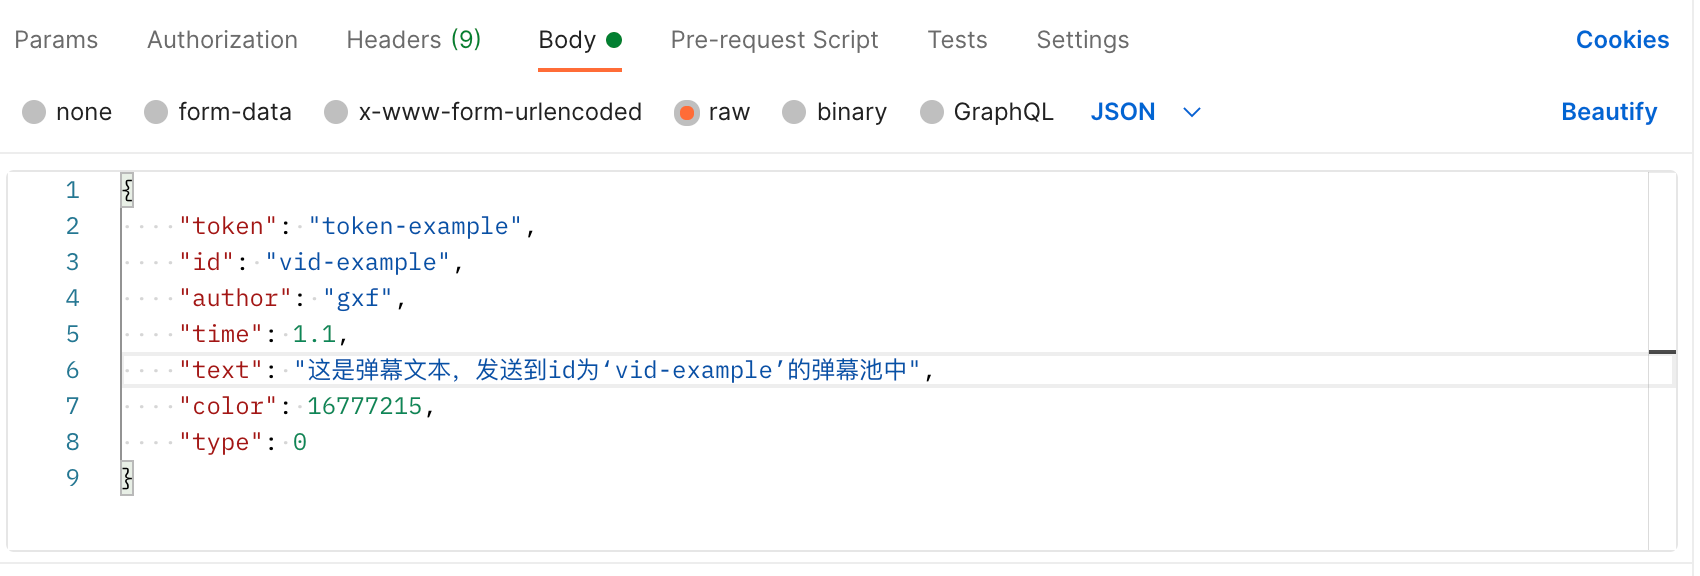 Params Authorization Headers (9) Body Pre-request Script Tests Settings Cookies
none form-data x-www-form-urlencoded raw binary GraphQL JSON Beautify
1 {
2 "token": "token-example",
3 "id": "vid-example",
4 "author": "gxf",
5 "time": 1.1,
6 "text": "这是弹幕文本，发送到id为‘vid-example’的弹幕池中",
7 "color": 16777215,
8 "type": 0
9 }